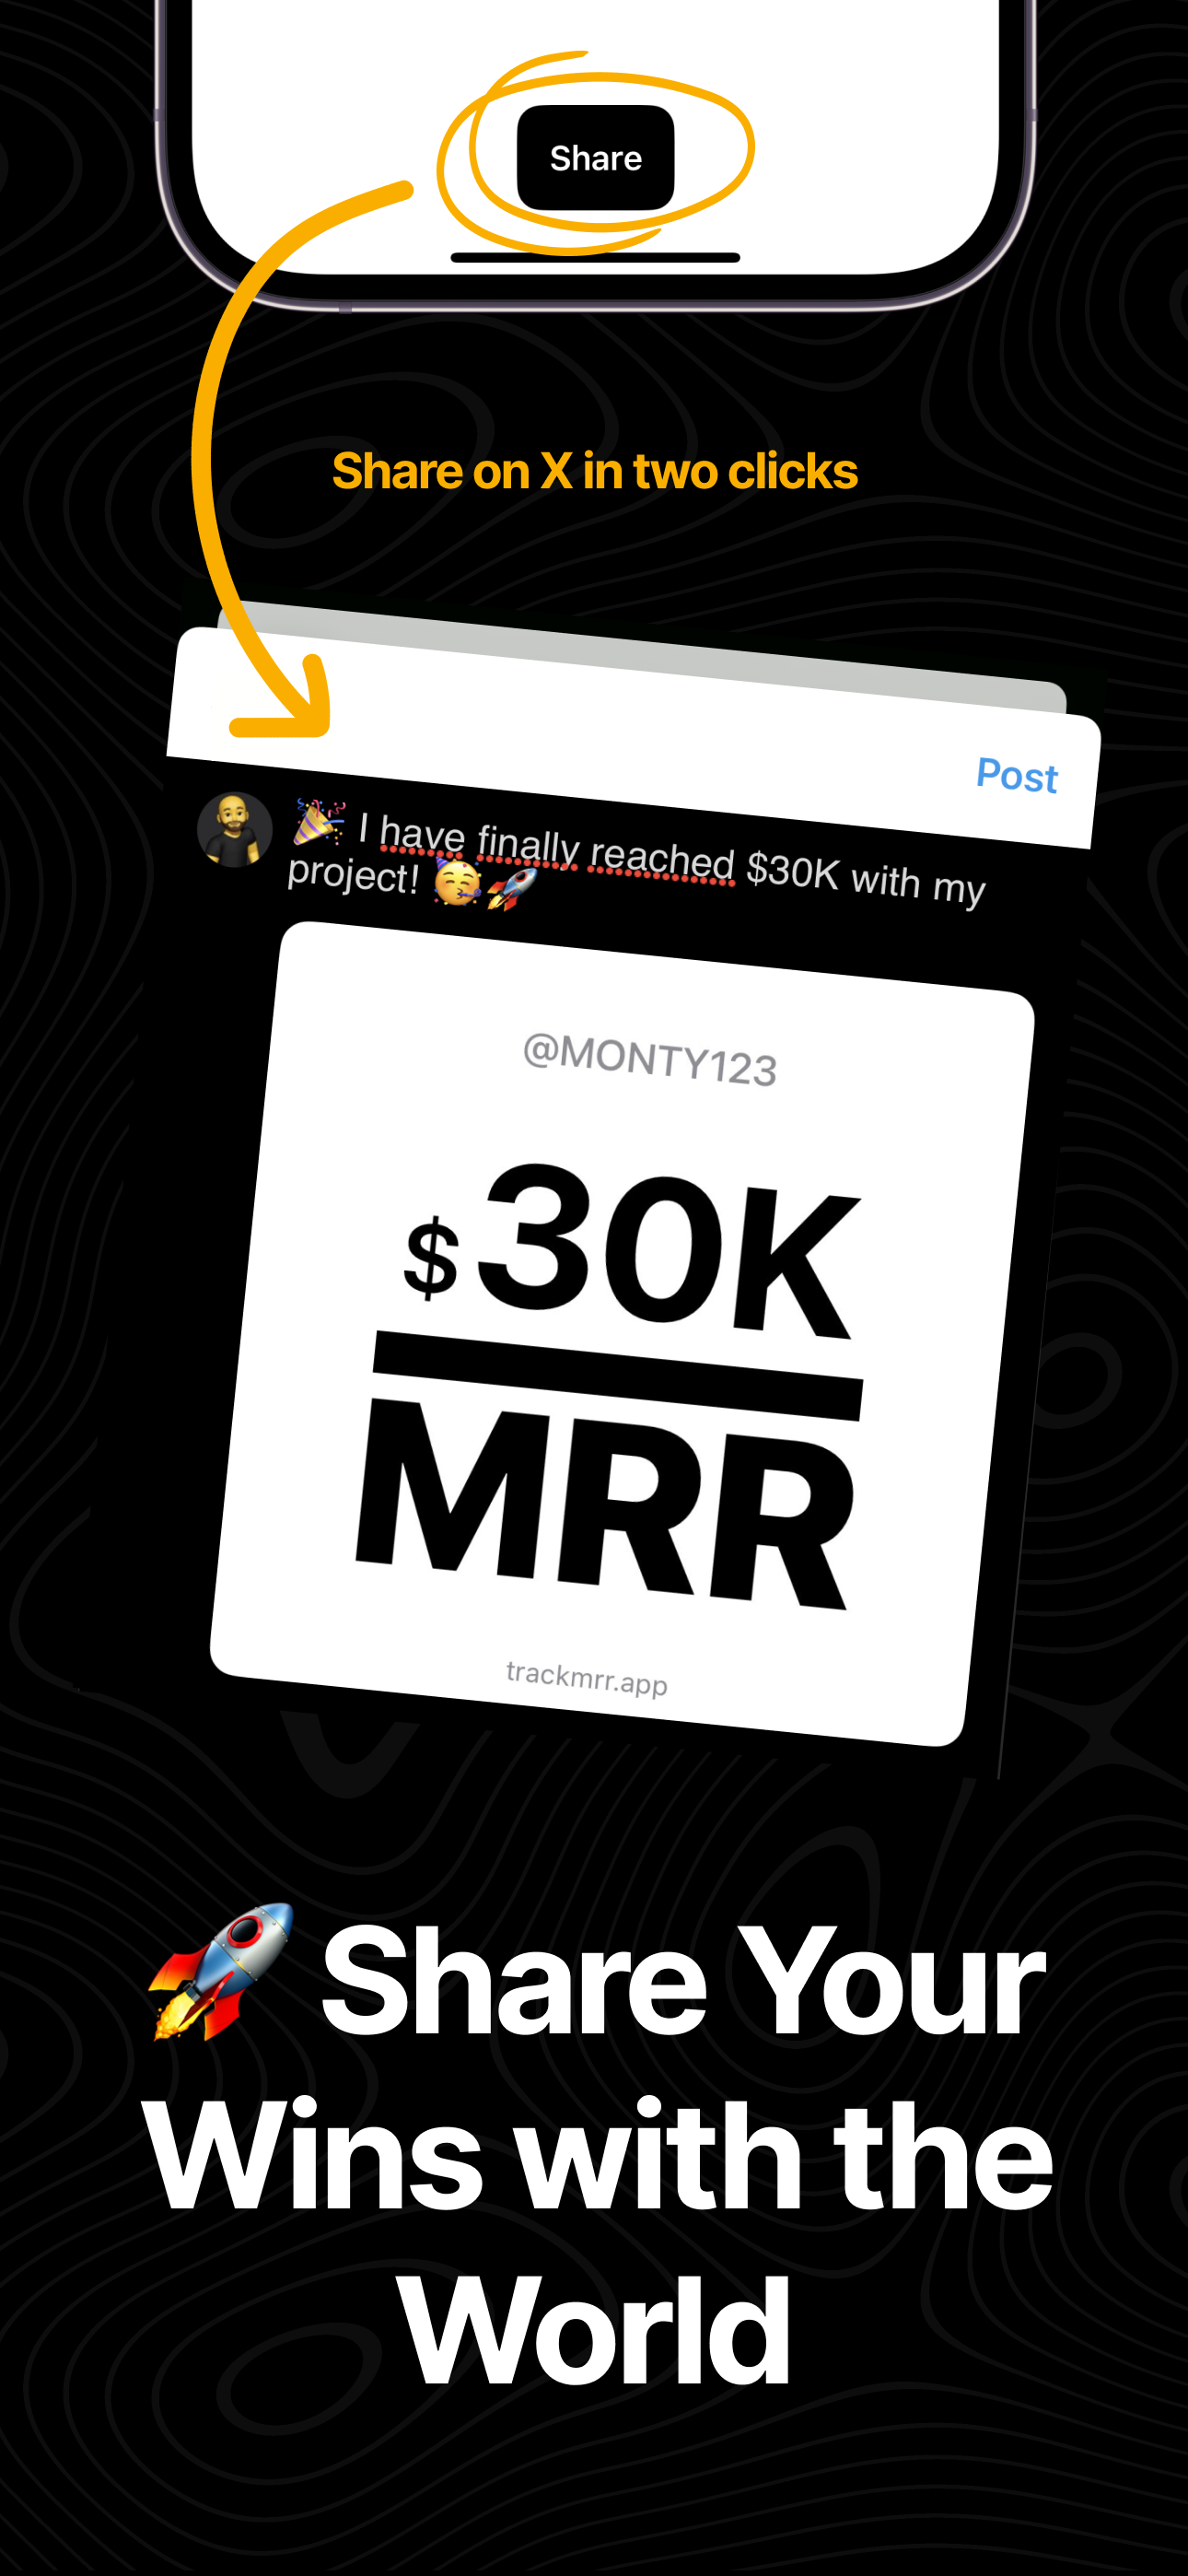 Share
Share on X in two clicks
Post
🎉 I have finally reached $30K with my
project! 🥳🚀
@MONTY123
$30K
MRR
trackmrr.app
🚀 Share Your
Wins with the
World